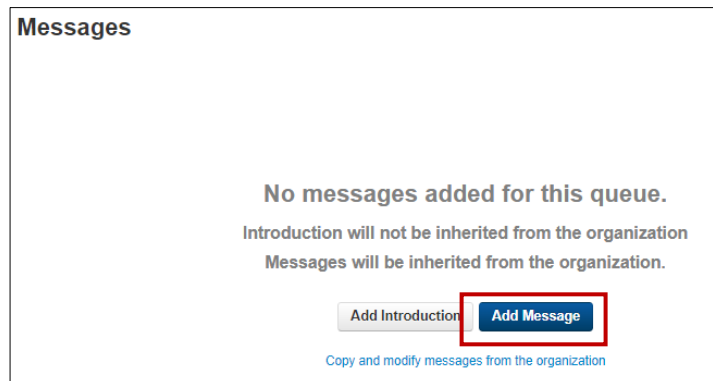 Messages
No messages added for this queue.
Introduction will not be inherited from the organization
Messages will be inherited from the organization.
Add Introduction Add Message
Copy and modify messages from the organization